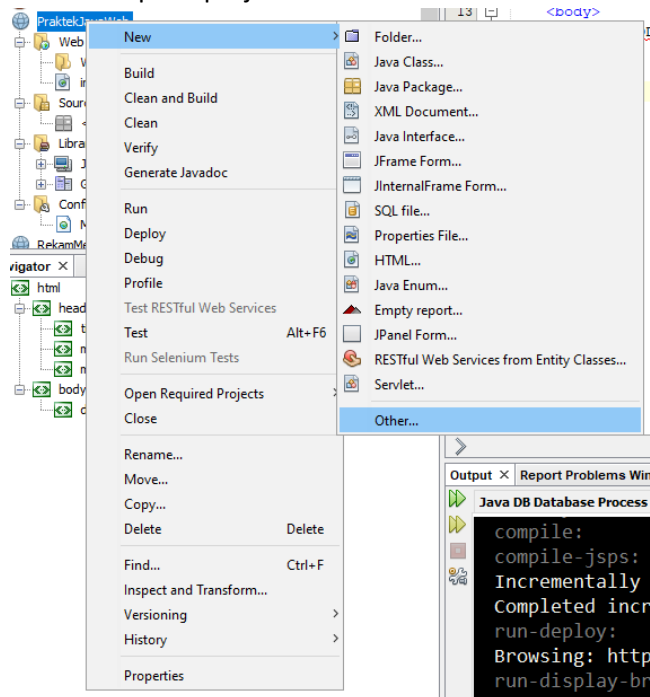 PraktekJavaWeb
Web
Sour
Libra
Conf
RekamMe
vigator ×
html
head
body
New
Build
Clean and Build
Clean
Verify
Generate Javadoc
Run
Deploy
Debug
Profile
Test RESTful Web Services
Test Alt+F6
Run Selenium Tests
Open Required Projects
Close
Rename...
Move...
Copy...
Delete Delete
Find... Ctrl+F
Inspect and Transform...
Versioning
History
Properties
Folder...
Java Class...
Java Package...
XML Document...
Java Interface...
JFrame Form...
JInternalFrame Form...
SQL file...
Properties File...
HTML...
Java Enum...
Empty report...
JPanel Form...
RESTful Web Services from Entity Classes...
Servlet...
Other...
13 <body>
Output × Report Problems Win
Java DB Database Process
compile:
compile-jsps:
Incrementally
Completed incr
run-deploy:
Browsing: http
run-display-br